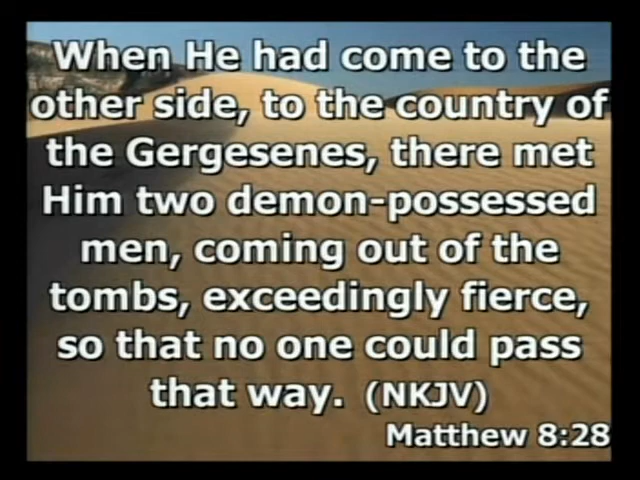 When He had come to the
other side, to the country of
the Gergesenes, there met
Him two demon-possessed
men, coming out of the
tombs, exceedingly fierce,
so that no one could pass
that way. (NKJV)
Matthew 8:28